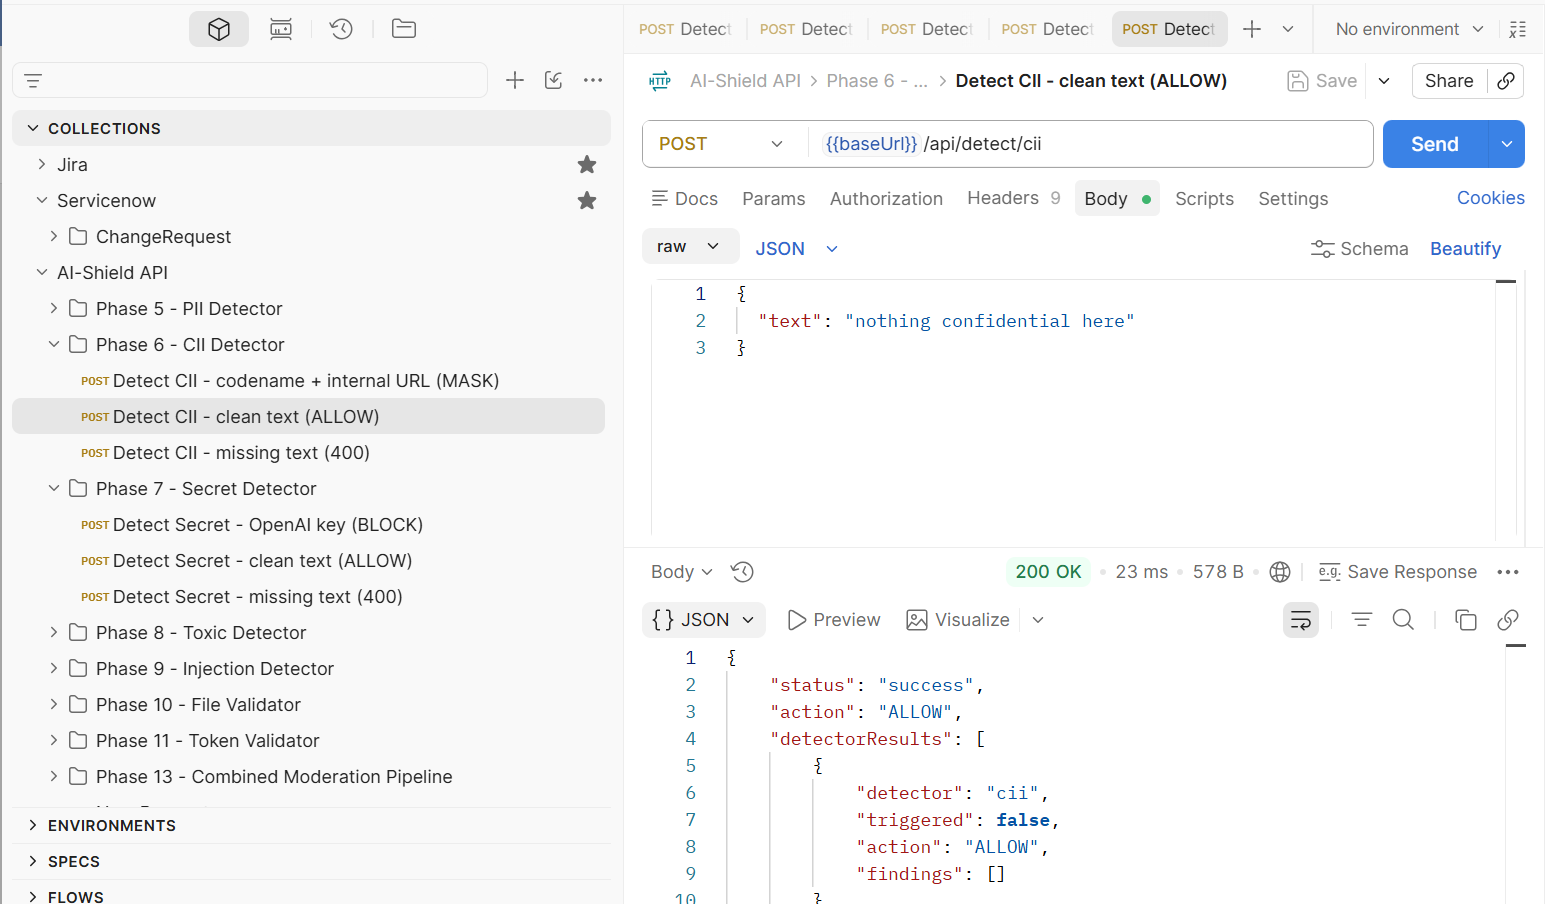 COLLECTIONS
Jira
Servicenow
ChangeRequest
AI-Shield API
Phase 5 - PII Detector
Phase 6 - CII Detector
POST Detect CII - codename + internal URL (MASK)
POST Detect CII - clean text (ALLOW)
POST Detect CII - missing text (400)
Phase 7 - Secret Detector
POST Detect Secret - OpenAI key (BLOCK)
POST Detect Secret - clean text (ALLOW)
POST Detect Secret - missing text (400)
Phase 8 - Toxic Detector
Phase 9 - Injection Detector
Phase 10 - File Validator
Phase 11 - Token Validator
Phase 13 - Combined Moderation Pipeline
ENVIRONMENTS
SPECS
FLOWS
POST Detect POST Detect POST Detect POST Detect POST Detect No environment
HTTP AI-Shield API > Phase 6 - ... > Detect CII - clean text (ALLOW) Save Share
POST {{baseUrl}} /api/detect/cii Send
Docs Params Authorization Headers 9 Body Scripts Settings Cookies
raw JSON Schema Beautify
1 {
2 "text": "nothing confidential here"
3 }
Body 200 OK • 23 ms • 578 B • e.g. Save Response
{} JSON Preview Visualize
1 {
2 "status": "success",
3 "action": "ALLOW",
4 "detectorResults": [
5 {
6 "detector": "cii",
7 "triggered": false,
8 "action": "ALLOW",
9 "findings": []
10 }